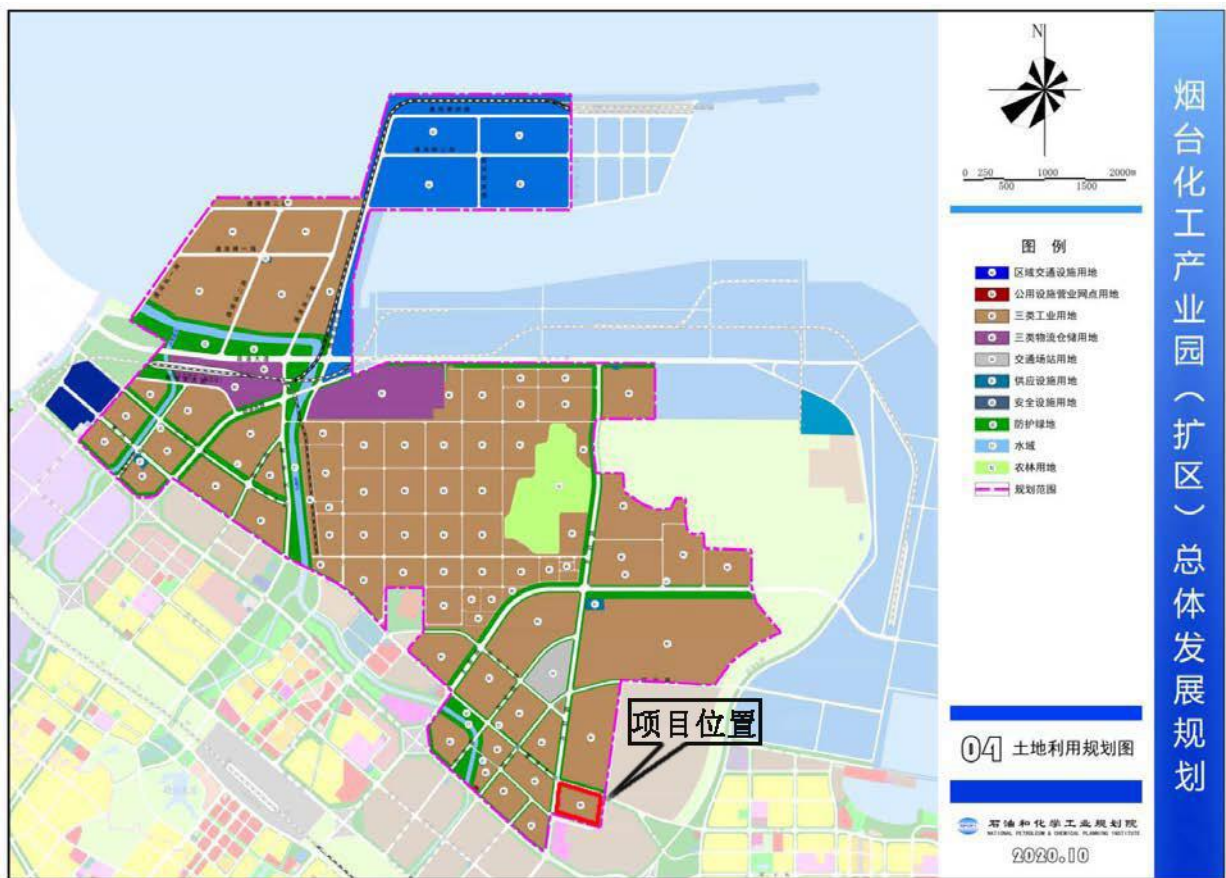 N
0 250 1000 2000m
500 1500
图 例
区域交通设施用地
公用设施营业网点用地
三类工业用地
三类物流仓储用地
交通场站用地
供应设施用地
安全设施用地
防护绿地
水域
农林用地
规划范围
项目位置
04 土地利用规划图
石油和化学工业规划院
NATIONAL PETROLEUM & CHEMICAL PLANNING INSTITUTE
2020.10
烟台化工产业园（扩区）总体发展规划